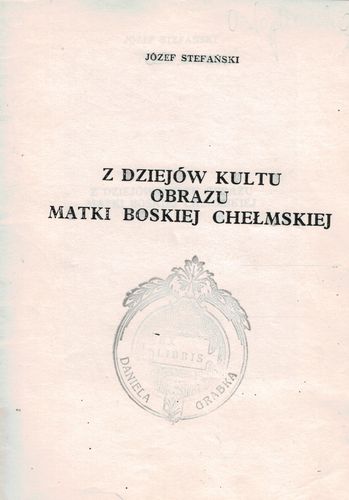 JÓZEF STEFAŃSKI
Z DZIEJÓW KULTU
OBRAZU
MATKI BOSKIEJ CHEŁMSKIEJ
EX
LIBRIS
DANIELA GRABKA